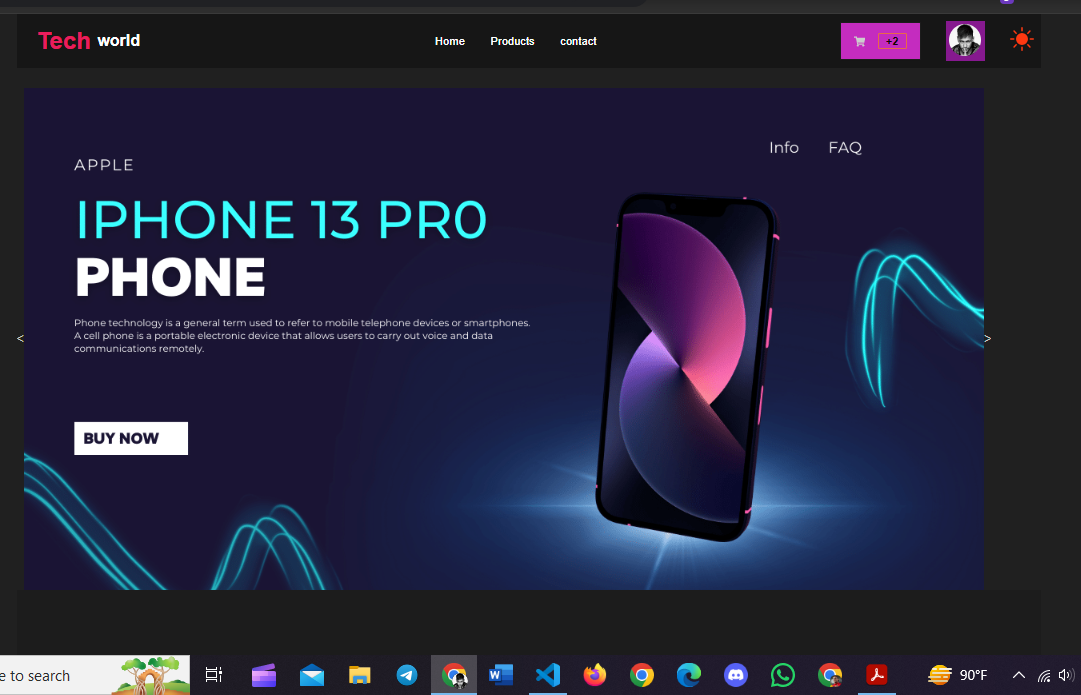 Tech world
Home Products contact
+2
Info FAQ
APPLE
IPHONE 13 PR0
PHONE
Phone technology is a general term used to refer to mobile telephone devices or smartphones.
A cell phone is a portable electronic device that allows users to carry out voice and data
communications remotely.
<
>
BUY NOW
e to search
90°F